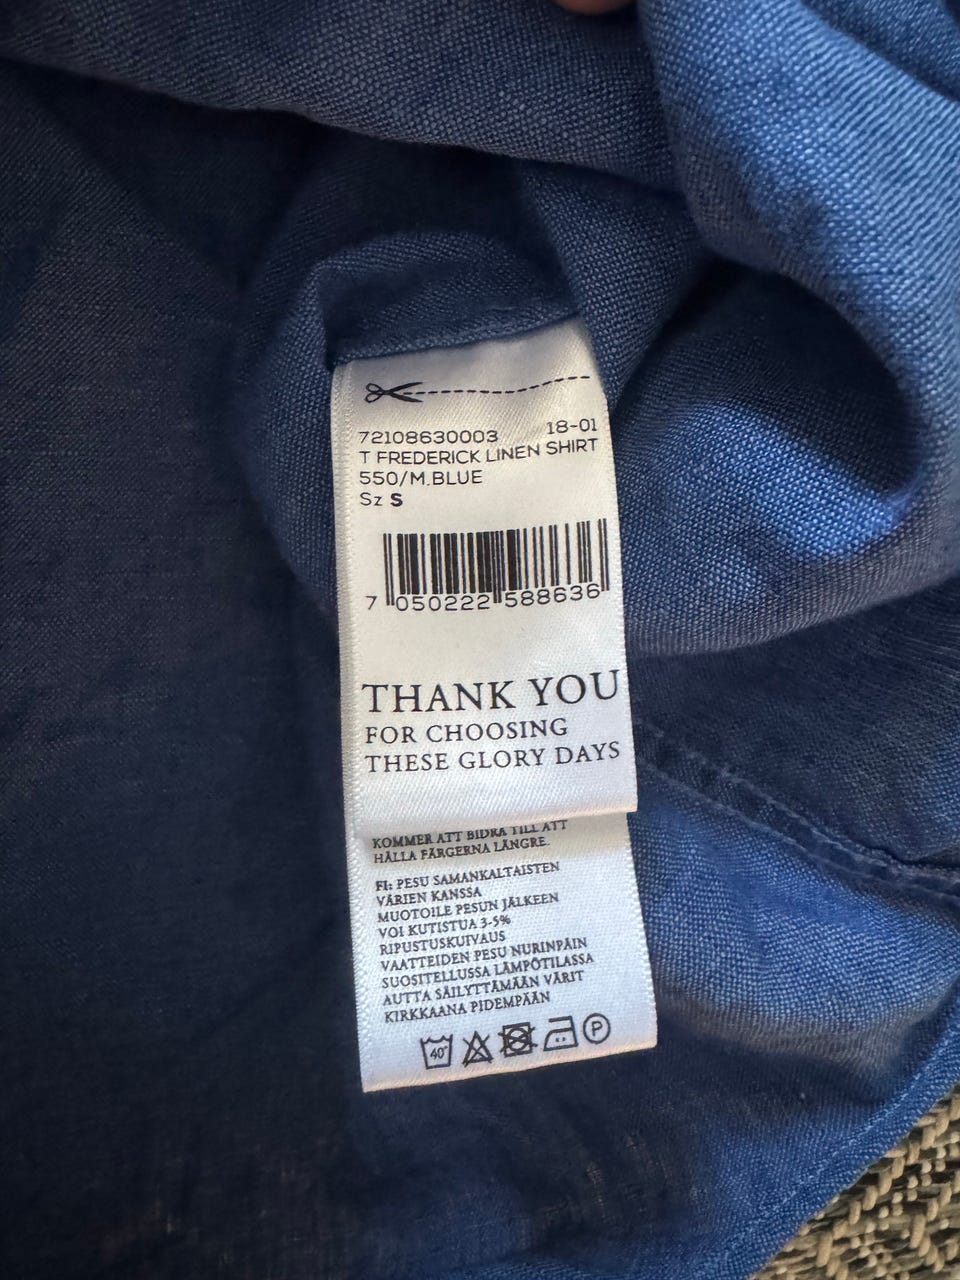 72108630003 18-01
T FREDERICK LINEN SHIRT
550/M.BLUE
Sz S
7 050222 588636
THANK YOU
FOR CHOOSING
THESE GLORY DAYS
KOMMER ATT BIDRA TILL ATT
HÅLLA FÄRGERNA LÄNGRE.
FI: PESU SAMANKALTAISTEN
VÄRIEN KANSSA
MUOTOILE PESUN JÄLKEEN
VOI KUTISTUA 3-5%
RIPUSTUSKUIVAUS
VAATTEIDEN PESU NURINPÄIN
SUOSITELLUSSA LÄMPÖTILASSA
AUTTA SÄILYTTÄMÄÄN VÄRIT
KIRKKAANA PIDEMPÄÄN
40° P